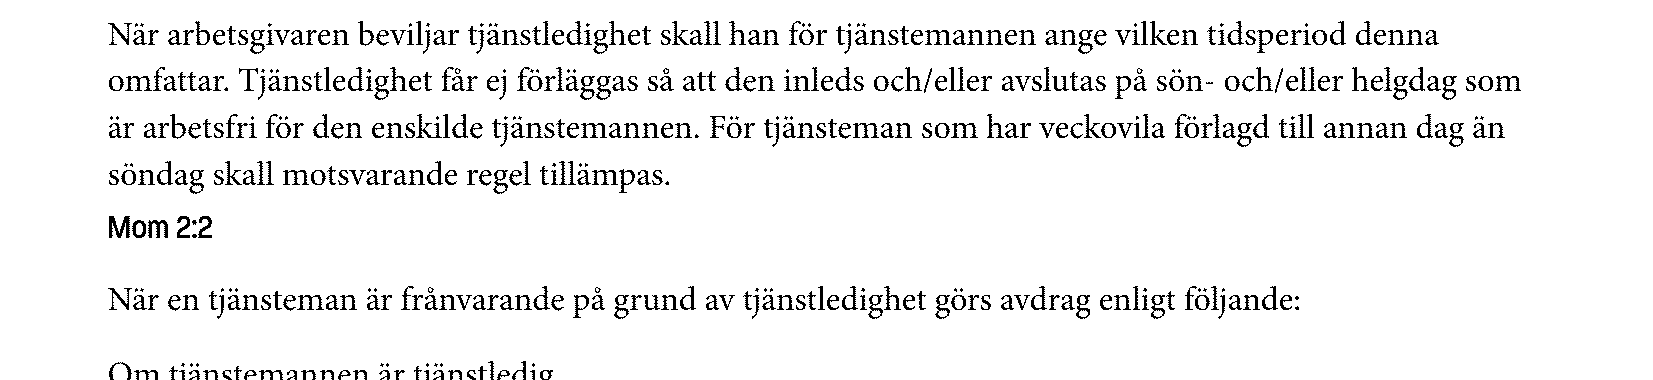 När arbetsgivaren beviljar tjänstledighet skall han för tjänstemannen ange vilken tidsperiod denna
omfattar. Tjänstledighet får ej förläggas så att den inleds och/eller avslutas på sön- och/eller helgdag som
är arbetsfri för den enskilde tjänstemannen. För tjänsteman som har veckovila förlagd till annan dag än
söndag skall motsvarande regel tillämpas.
Mom 2:2
När en tjänsteman är frånvarande på grund av tjänstledighet görs avdrag enligt följande:
Om tjänstemannen är tjänstledig